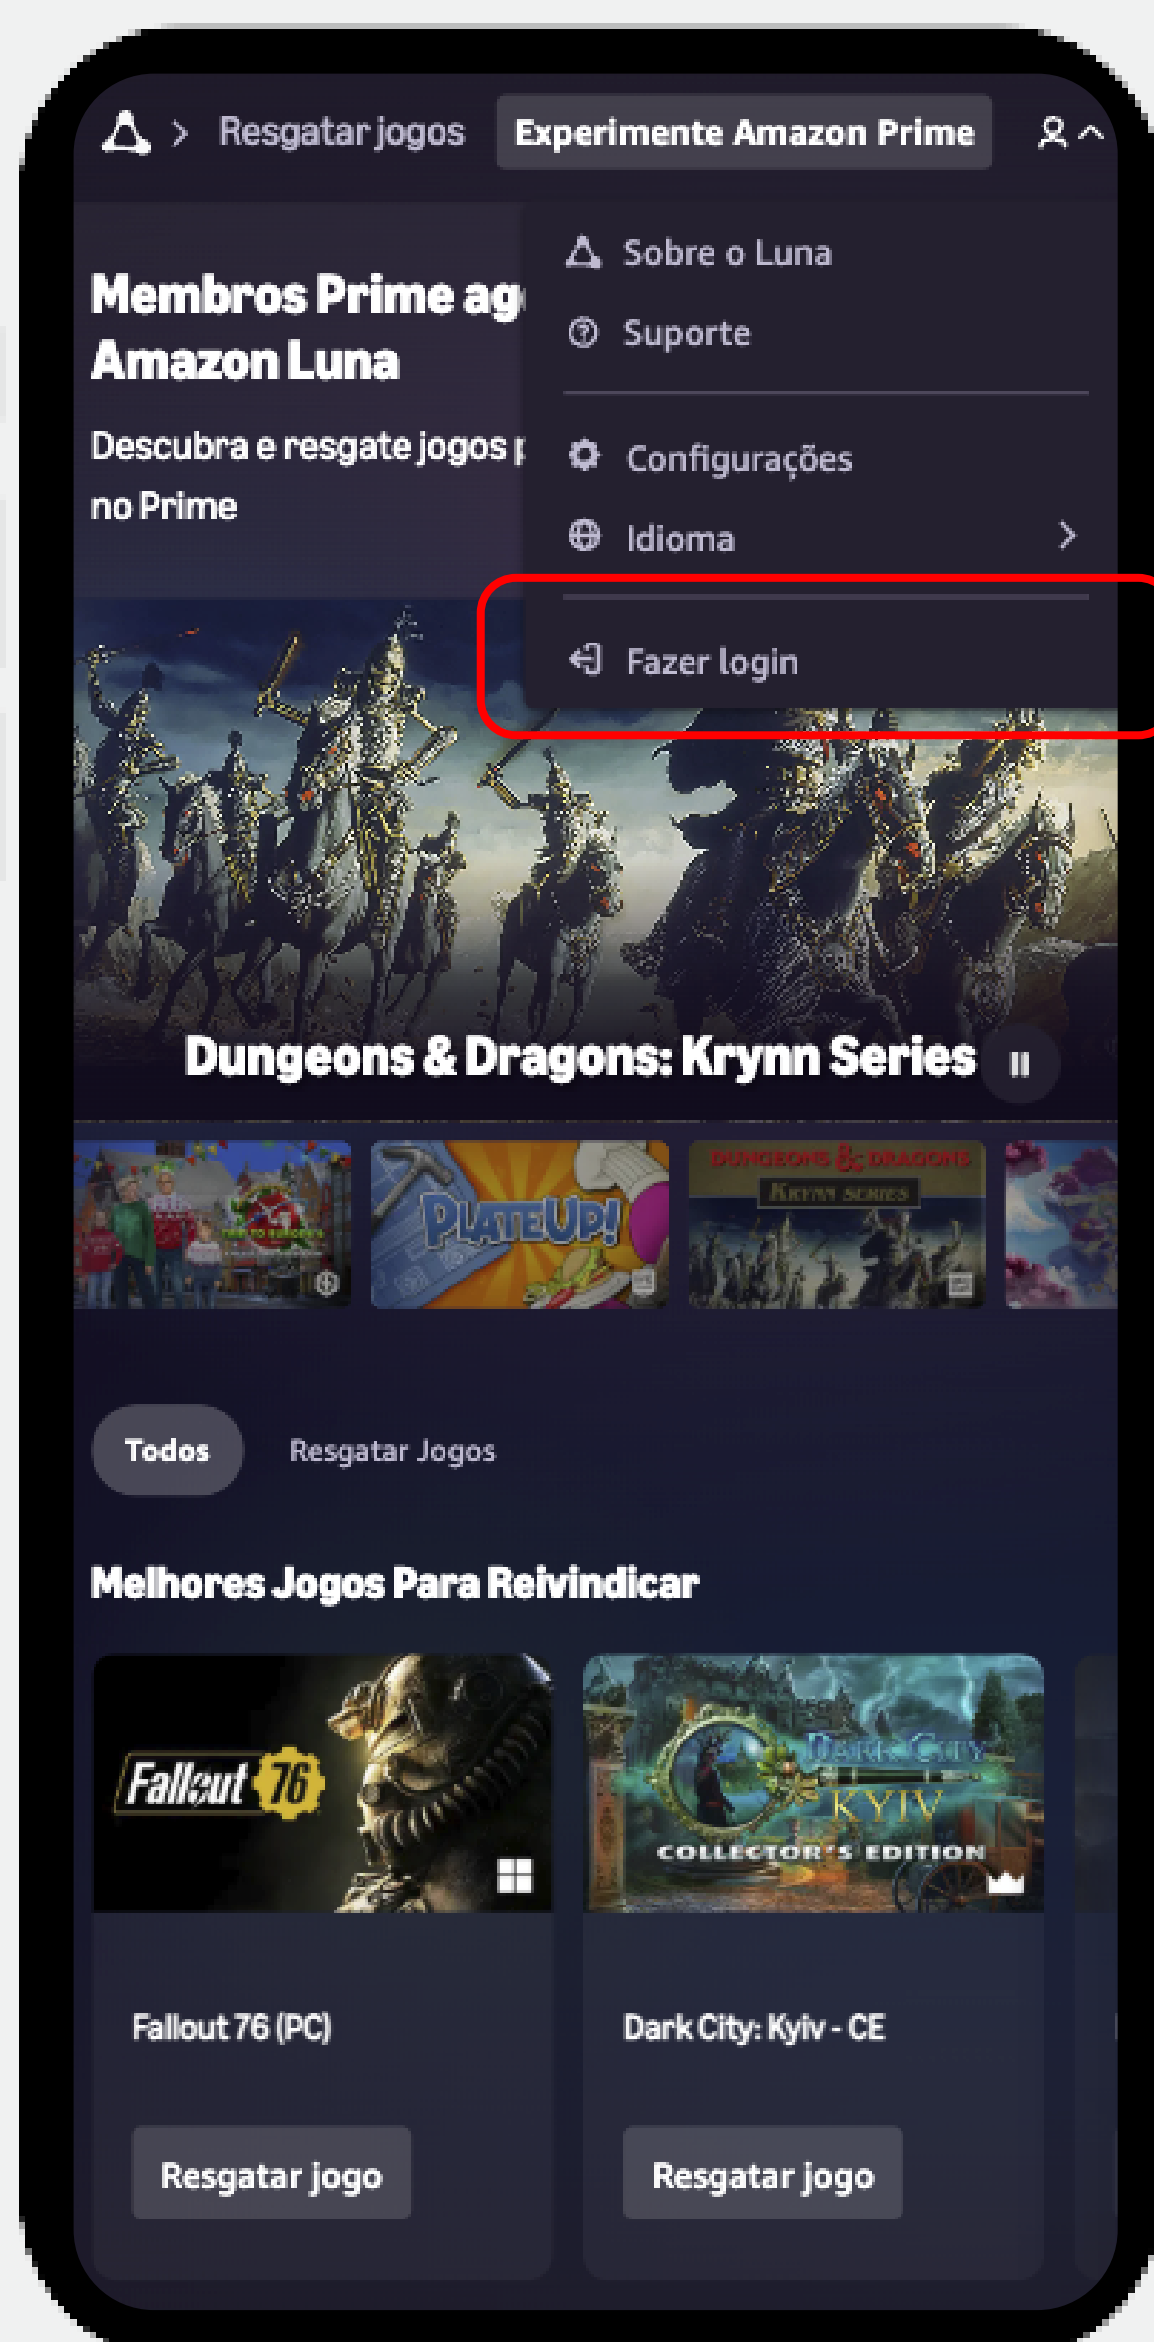 Resgatar jogos
Experimente Amazon Prime
Sobre o Luna
Suporte
Configurações
Idioma
Fazer login
Membros Prime ag
Amazon Luna
Descubra e resgate jogos
no Prime
Dungeons & Dragons: Krynn Series
PLATEUP!
DUNGEONS & DRAGONS
KRYNN SERIES
Todos
Resgatar Jogos
Melhores Jogos Para Reivindicar
Fallout 76
DARK CITY
KYIV
COLLECTOR'S EDITION
Fallout 76 (PC)
Dark City: Kyiv - CE
Resgatar jogo
Resgatar jogo